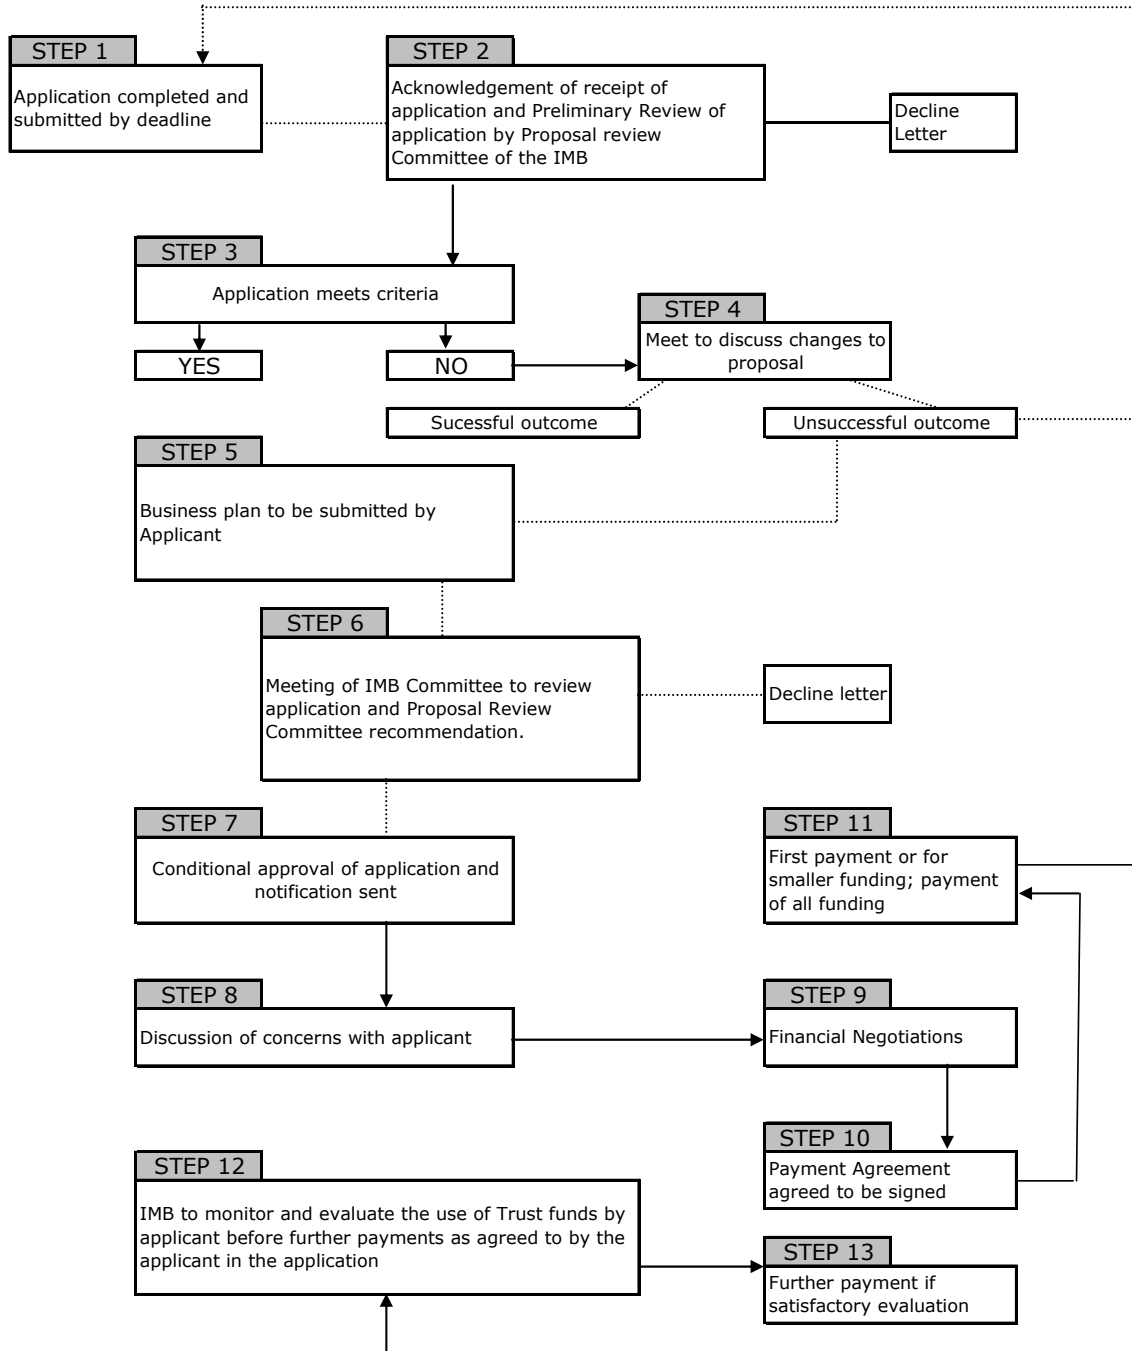 STEP 1
Application completed and
submitted by deadline
STEP 2
Acknowledgement of receipt of
application and Preliminary Review of
application by Proposal review
Committee of the IMB
Decline
Letter
STEP 3
Application meets criteria
YES
NO
STEP 4
Meet to discuss changes to
proposal
Sucessful outcome
Unsuccessful outcome
STEP 5
Business plan to be submitted by
Applicant
STEP 6
Meeting of IMB Committee to review
application and Proposal Review
Committee recommendation.
Decline letter
STEP 7
Conditional approval of application and
notification sent
STEP 11
First payment or for
smaller funding; payment
of all funding
STEP 8
Discussion of concerns with applicant
STEP 9
Financial Negotiations
STEP 10
Payment Agreement
agreed to be signed
STEP 12
IMB to monitor and evaluate the use of Trust funds by
applicant before further payments as agreed to by the
applicant in the application
STEP 13
Further payment if
satisfactory evaluation